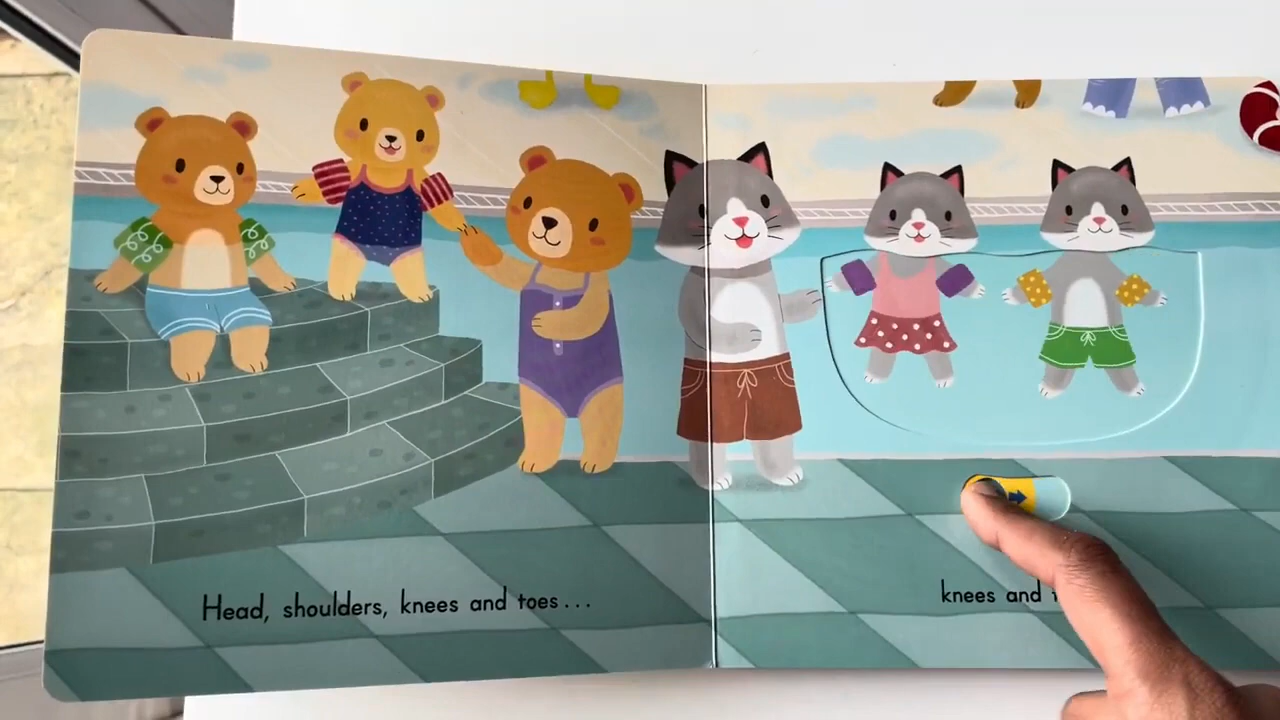 Head, shoulders, knees and toes...
knees and